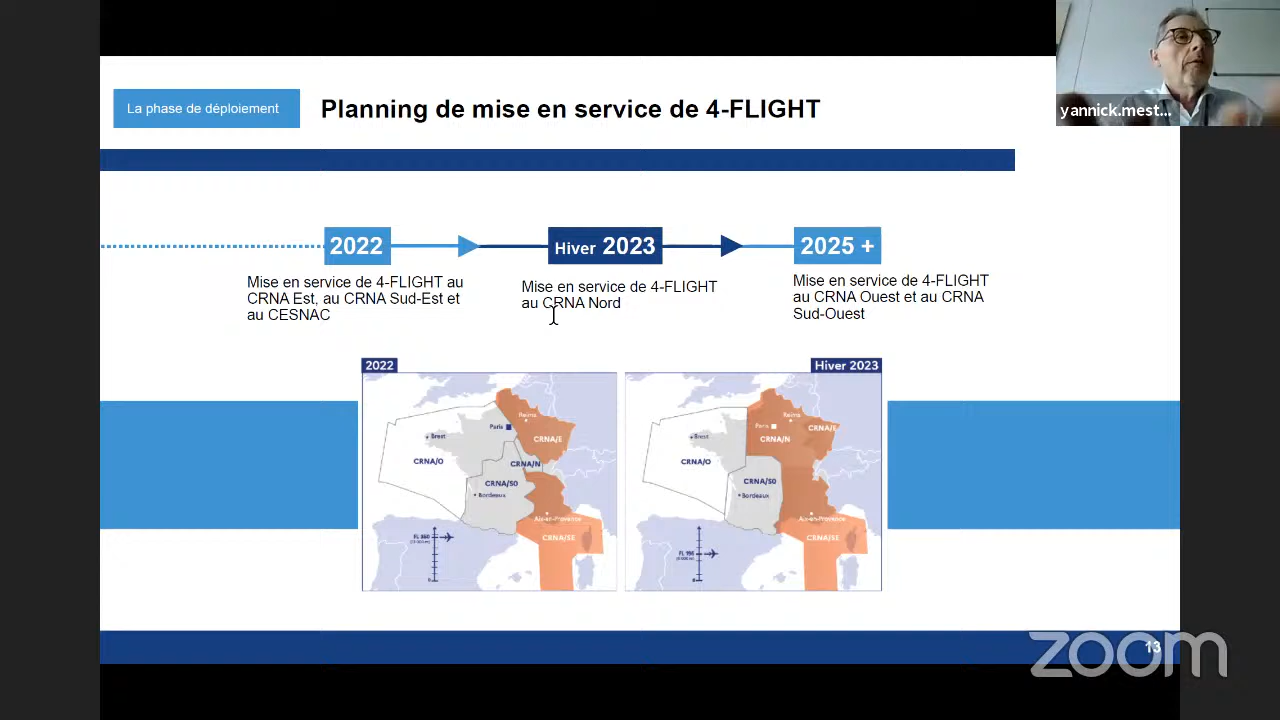 La phase de déploiement
Planning de mise en service de 4-FLIGHT
yannick.mest...
2022
Hiver 2023
2025 +
Mise en service de 4-FLIGHT au
CRNA Est, au CRNA Sud-Est et
au CESNAC
Mise en service de 4-FLIGHT
au CRNA Nord
Mise en service de 4-FLIGHT
au CRNA Ouest et au CRNA
Sud-Ouest
2022
Reims
Paris
Brest
CRNA/E
CRNA/O
CRNA/N
CRNA/SO
Bordeaux
Aix-en-Provence
CRNA/SE
0
Hiver 2023
Reims
Paris
CRNA/E
Brest
CRNA/N
CRNA/O
CRNA/SO
Bordeaux
Aix-en-Provence
CRNA/SE
0
13
zoom